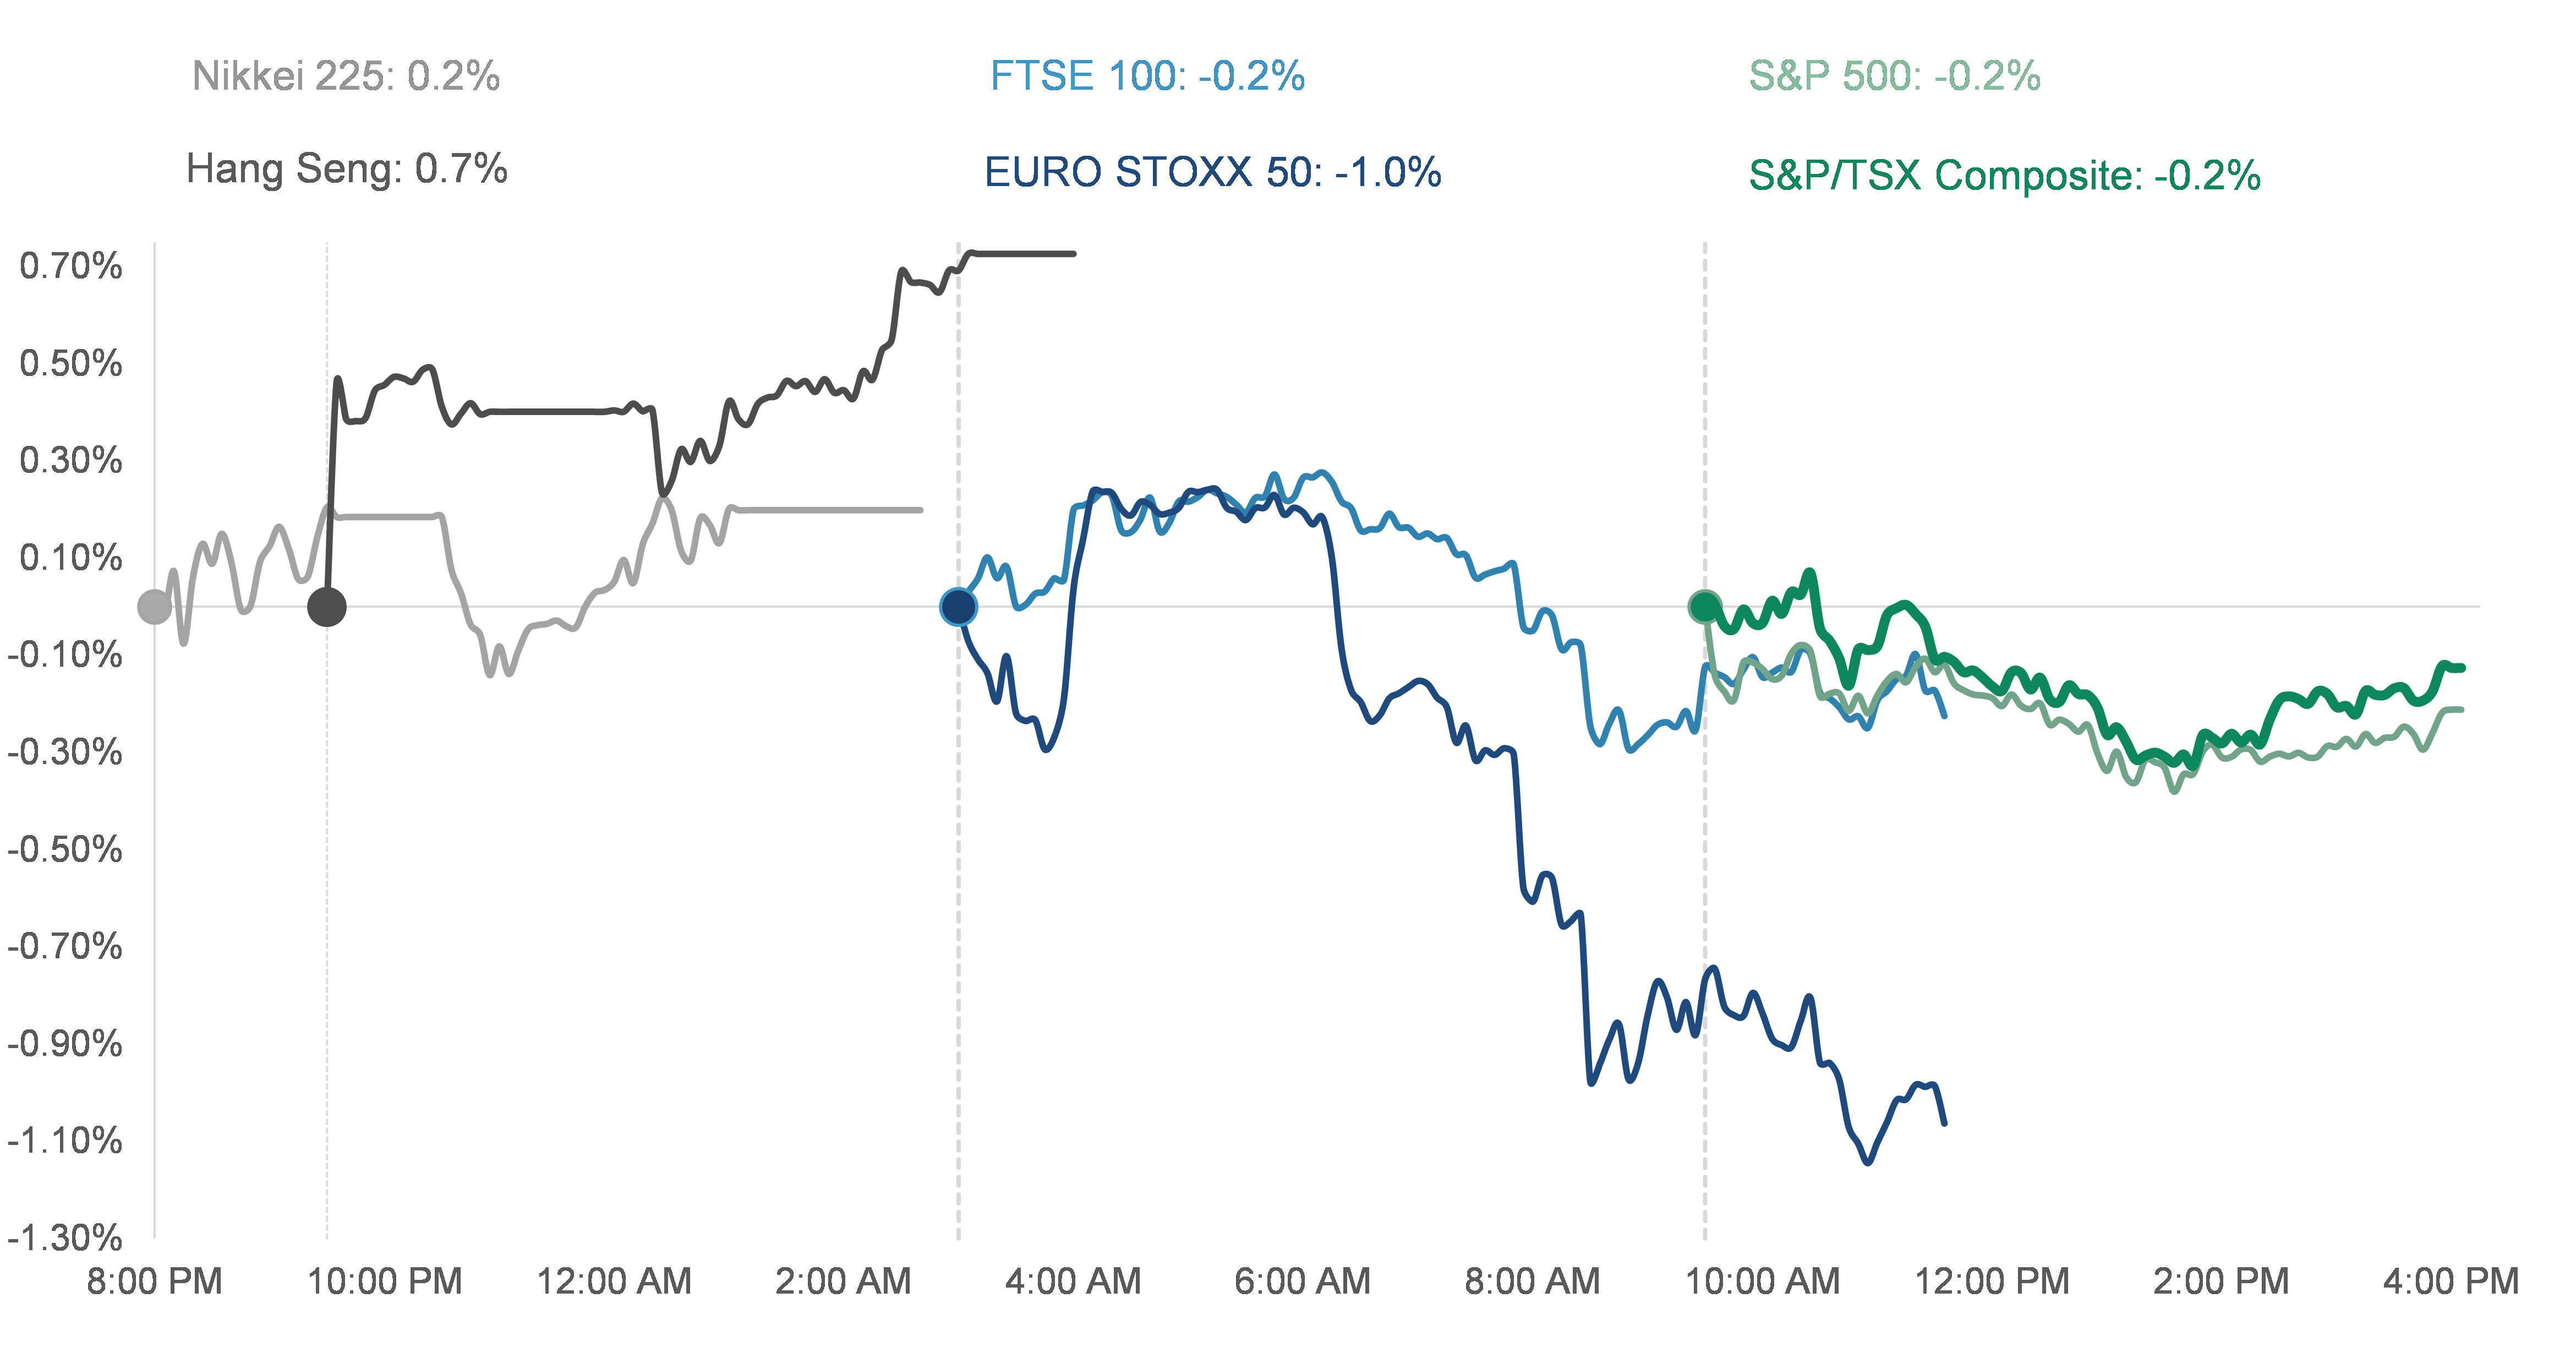 Nikkei 225: 0.2%
FTSE 100: -0.2%
S&P 500: -0.2%
Hang Seng: 0.7%
EURO STOXX 50: -1.0%
S&P/TSX Composite: -0.2%
0.70%
0.50%
0.30%
0.10%
-0.10%
-0.30%
-0.50%
-0.70%
-0.90%
-1.10%
-1.30%
8:00 PM 10:00 PM 12:00 AM 2:00 AM 4:00 AM 6:00 AM 8:00 AM 10:00 AM 12:00 PM 2:00 PM 4:00 PM